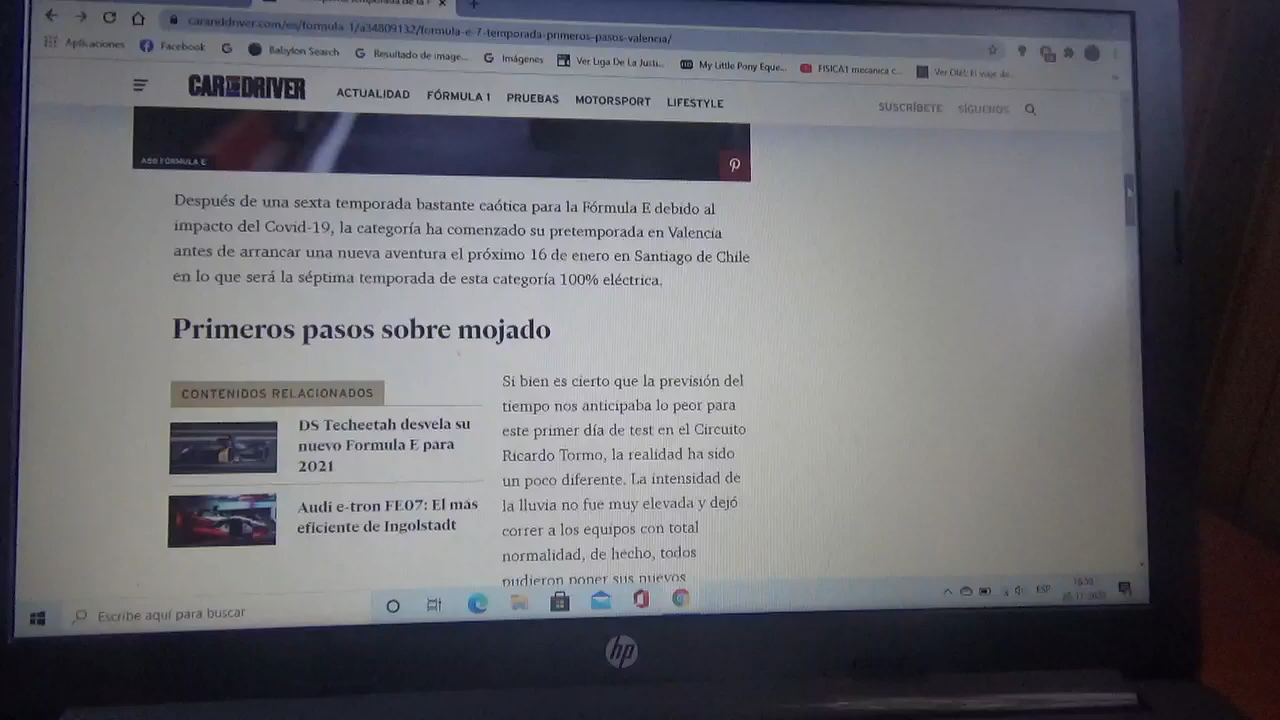 caranddriver.com/es/formula-1/a34809132/formula-e-7-temporada-primeros-pasos-valencia/
Aplicaciones Facebook Babylon Search Resultado de image... Imágenes Ver Liga De La Justi... My Little Pony Eque... FISICA1 mecanica c...
CAR DRIVER ACTUALIDAD FÓRMULA 1 PRUEBAS MOTORSPORT LIFESTYLE SUSCRÍBETE SÍGUENOS
ABB FÓRMULA E
Después de una sexta temporada bastante caótica para la Fórmula E debido al
impacto del Covid-19, la categoría ha comenzado su pretemporada en Valencia
antes de arrancar una nueva aventura el próximo 16 de enero en Santiago de Chile
en lo que será la séptima temporada de esta categoría 100% eléctrica.
Primeros pasos sobre mojado
CONTENIDOS RELACIONADOS
DS Techeetah desvela su
nuevo Formula E para
2021
Audi e-tron FE07: El más
eficiente de Ingolstadt
Si bien es cierto que la previsión del
tiempo nos anticipaba lo peor para
este primer día de test en el Circuito
Ricardo Tormo, la realidad ha sido
un poco diferente. La intensidad de
la lluvia no fue muy elevada y dejó
correr a los equipos con total
normalidad, de hecho, todos
pudieron poner sus nuevos
Escribe aquí para buscar
ESP
hp